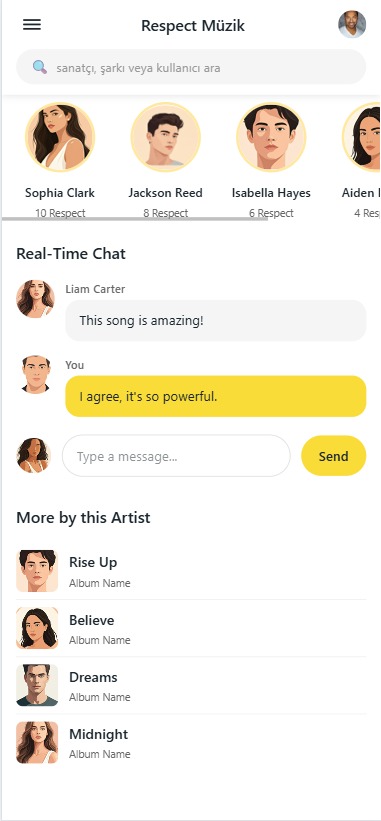 Respect Müzik
sanatçı, şarkı veya kullanıcı ara
Sophia Clark
Jackson Reed
Isabella Hayes
Aiden
10 Respect
8 Respect
6 Respect
4 Res
Real-Time Chat
Liam Carter
This song is amazing!
You
I agree, it's so powerful.
Type a message...
Send
More by this Artist
Rise Up
Album Name
Believe
Album Name
Dreams
Album Name
Midnight
Album Name